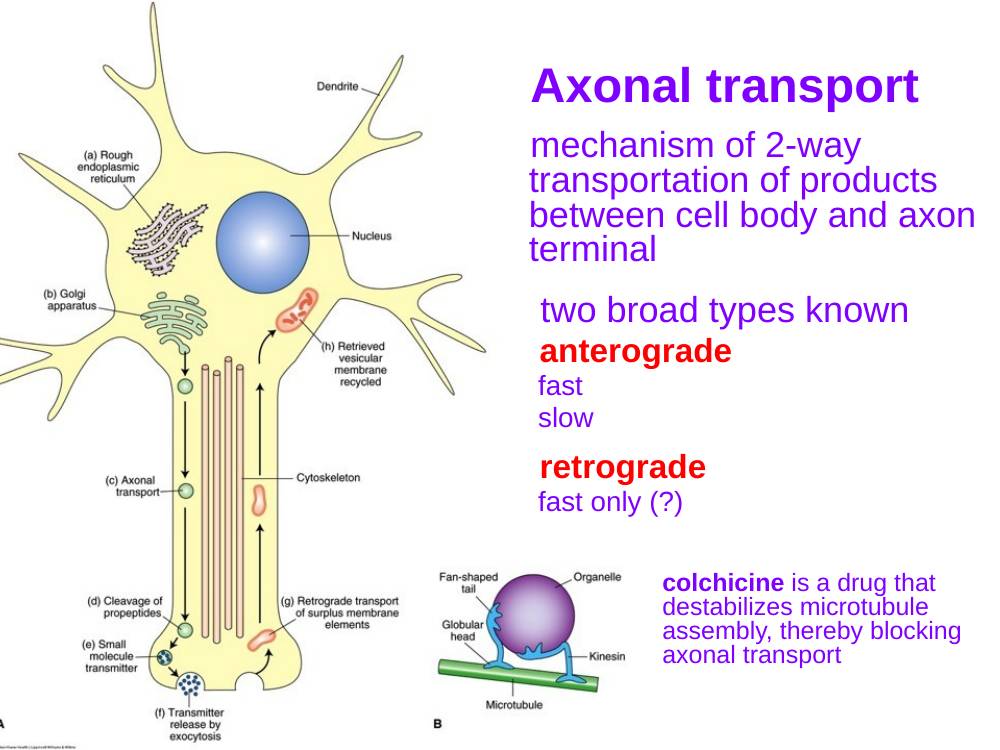 Dendrite
(a) Rough
endoplasmic
reticulum
Nucleus
(b) Golgi
apparatus
(h) Retrieved
vesicular
membrane
recycled
(c) Axonal
transport
Cytoskeleton
(d) Cleavage of
propeptides
(g) Retrograde transport
of surplus membrane
elements
(e) Small
molecule
transmitter
(f) Transmitter
release by
exocytosis
A
Axonal transport
mechanism of 2-way
transportation of products
between cell body and axon
terminal
two broad types known
anterograde
fast
slow
retrograde
fast only (?)
Fan-shaped
tail
Organelle
Globular
head
Kinesin
Microtubule
B
colchicine is a drug that
destabilizes microtubule
assembly, thereby blocking
axonal transport